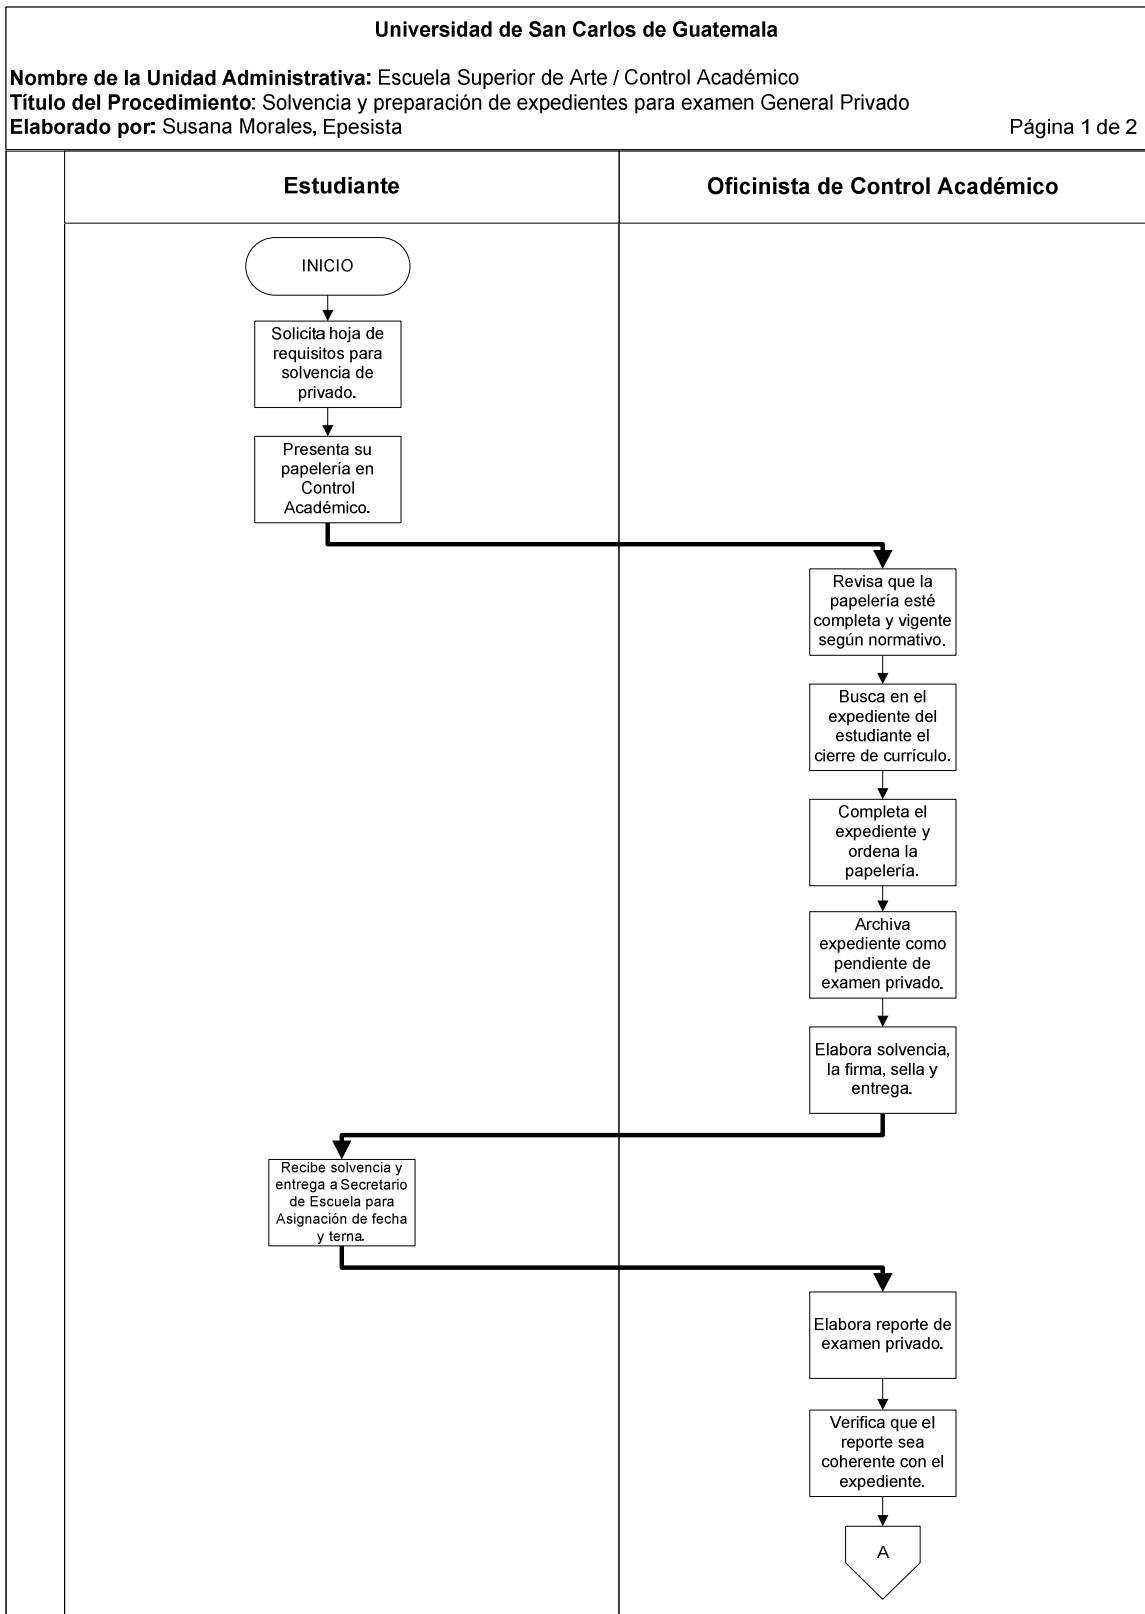 Universidad de San Carlos de Guatemala
Nombre de la Unidad Administrativa: Escuela Superior de Arte / Control Académico
Título del Procedimiento: Solvencia y preparación de expedientes para examen General Privado
Elaborado por: Susana Morales, Epesista
Página 1 de 2
Estudiante
Oficinista de Control Académico
INICIO
Solicita hoja de
requisitos para
solvencia de
privado.
Presenta su
papelería en
Control
Académico.
Revisa que la
papelería esté
completa y vigente
según normativo.
Busca en el
expediente del
estudiante el
cierre de currículo.
Completa el
expediente y
ordena la
papelería.
Archiva
expediente como
pendiente de
examen privado.
Elabora solvencia,
la firma, sella y
entrega.
Recibe solvencia y
entrega a Secretario
de Escuela para
Asignación de fecha
y terna.
Elabora reporte de
examen privado.
Verifica que el
reporte sea
coherente con el
expediente.
A